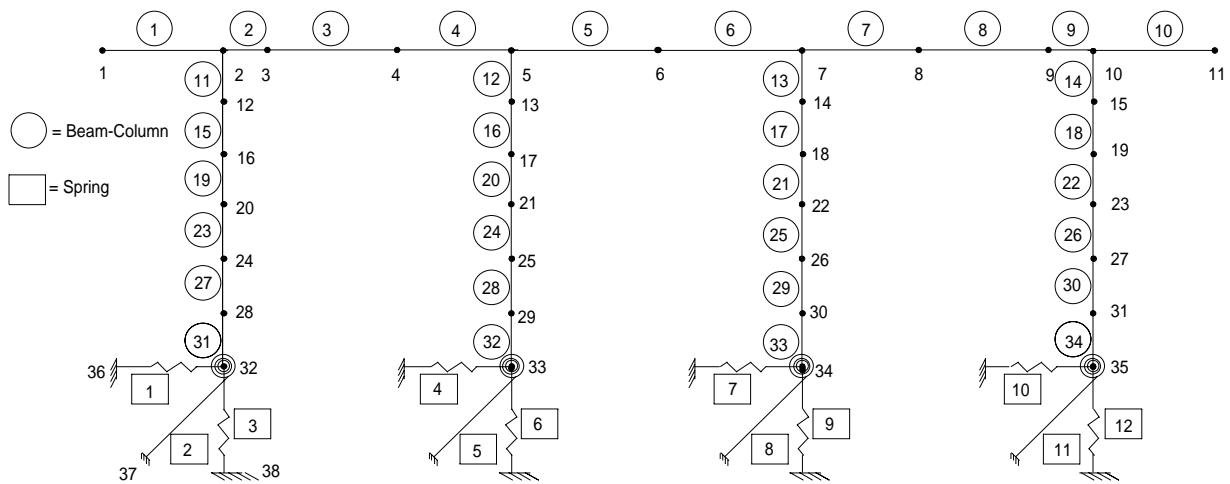 1 2 3 4 5 6 7 8 9 10
1 2 3 4 5 6 7 8 9 10 11
11 12 13 14
12 13 14 15
= Beam-Column
15 16 17 18
16 17 18 19
= Spring
19 20 21 22
20 21 22 23
23 24 25 26
24 25 26 27
27 28 29 30
28 29 30 31
31 32 33 34
36 32 33 34 35
1 4 7 10
3 6 9 12
2 5 8 11
37 38